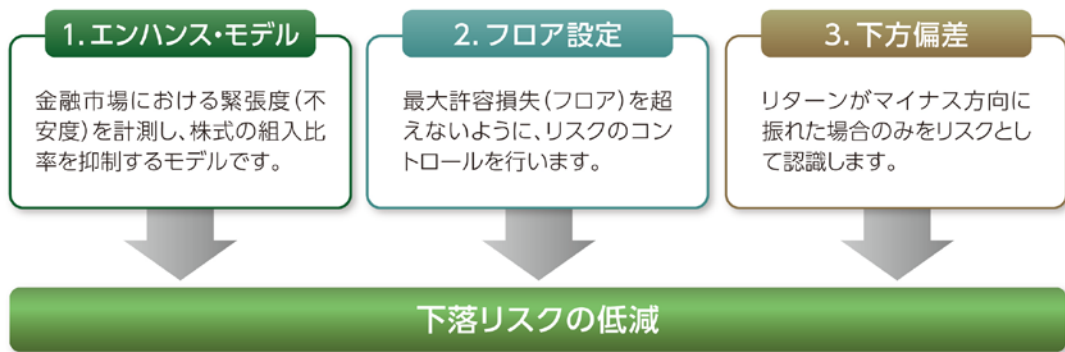 1. エンハンス・モデル
金融市場における緊張度(不
安度)を計測し、株式の組入比
率を抑制するモデルです。
2. フロア設定
最大許容損失(フロア)を超
えないように、リスクのコン
トロールを行います。
3. 下方偏差
リターンがマイナス方向に
振れた場合のみをリスクとし
て認識します。
下落リスクの低減